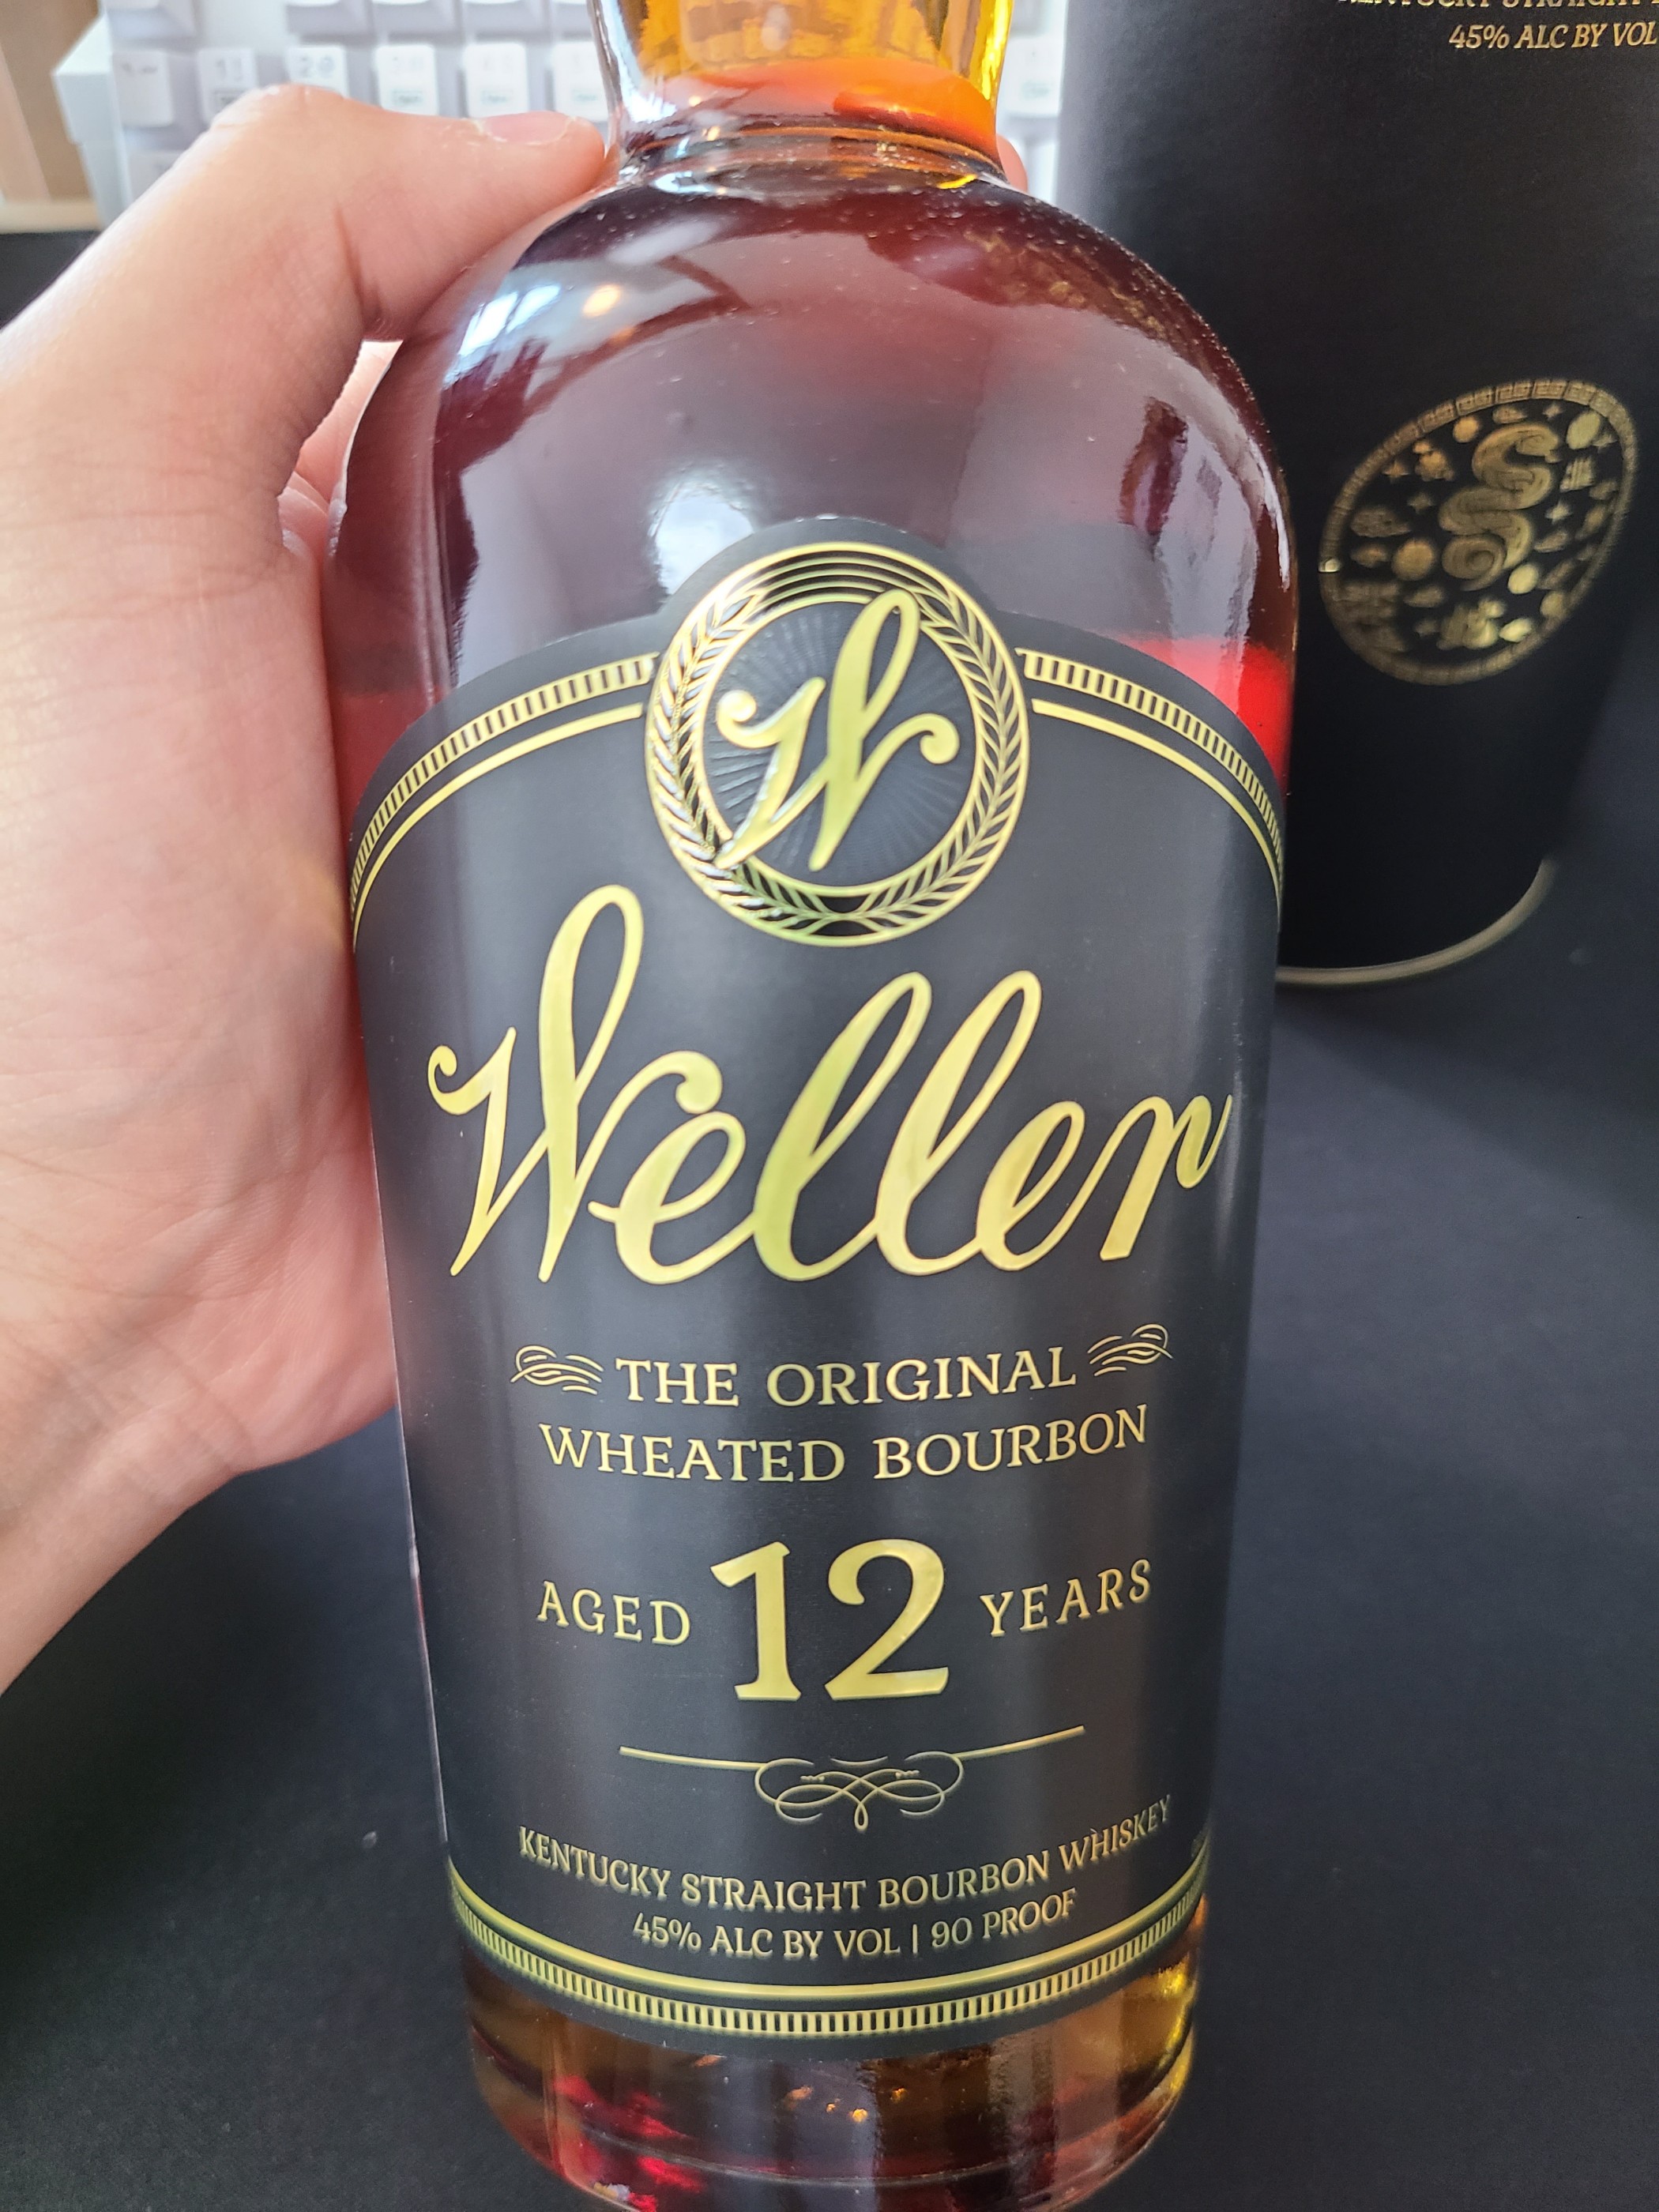 45% ALC BY VOL
W
Weller
THE ORIGINAL
WHEATED BOURBON
AGED 12 YEARS
KENTUCKY STRAIGHT BOURBON WHISKEY
45% ALC BY VOL | 90 PROOF